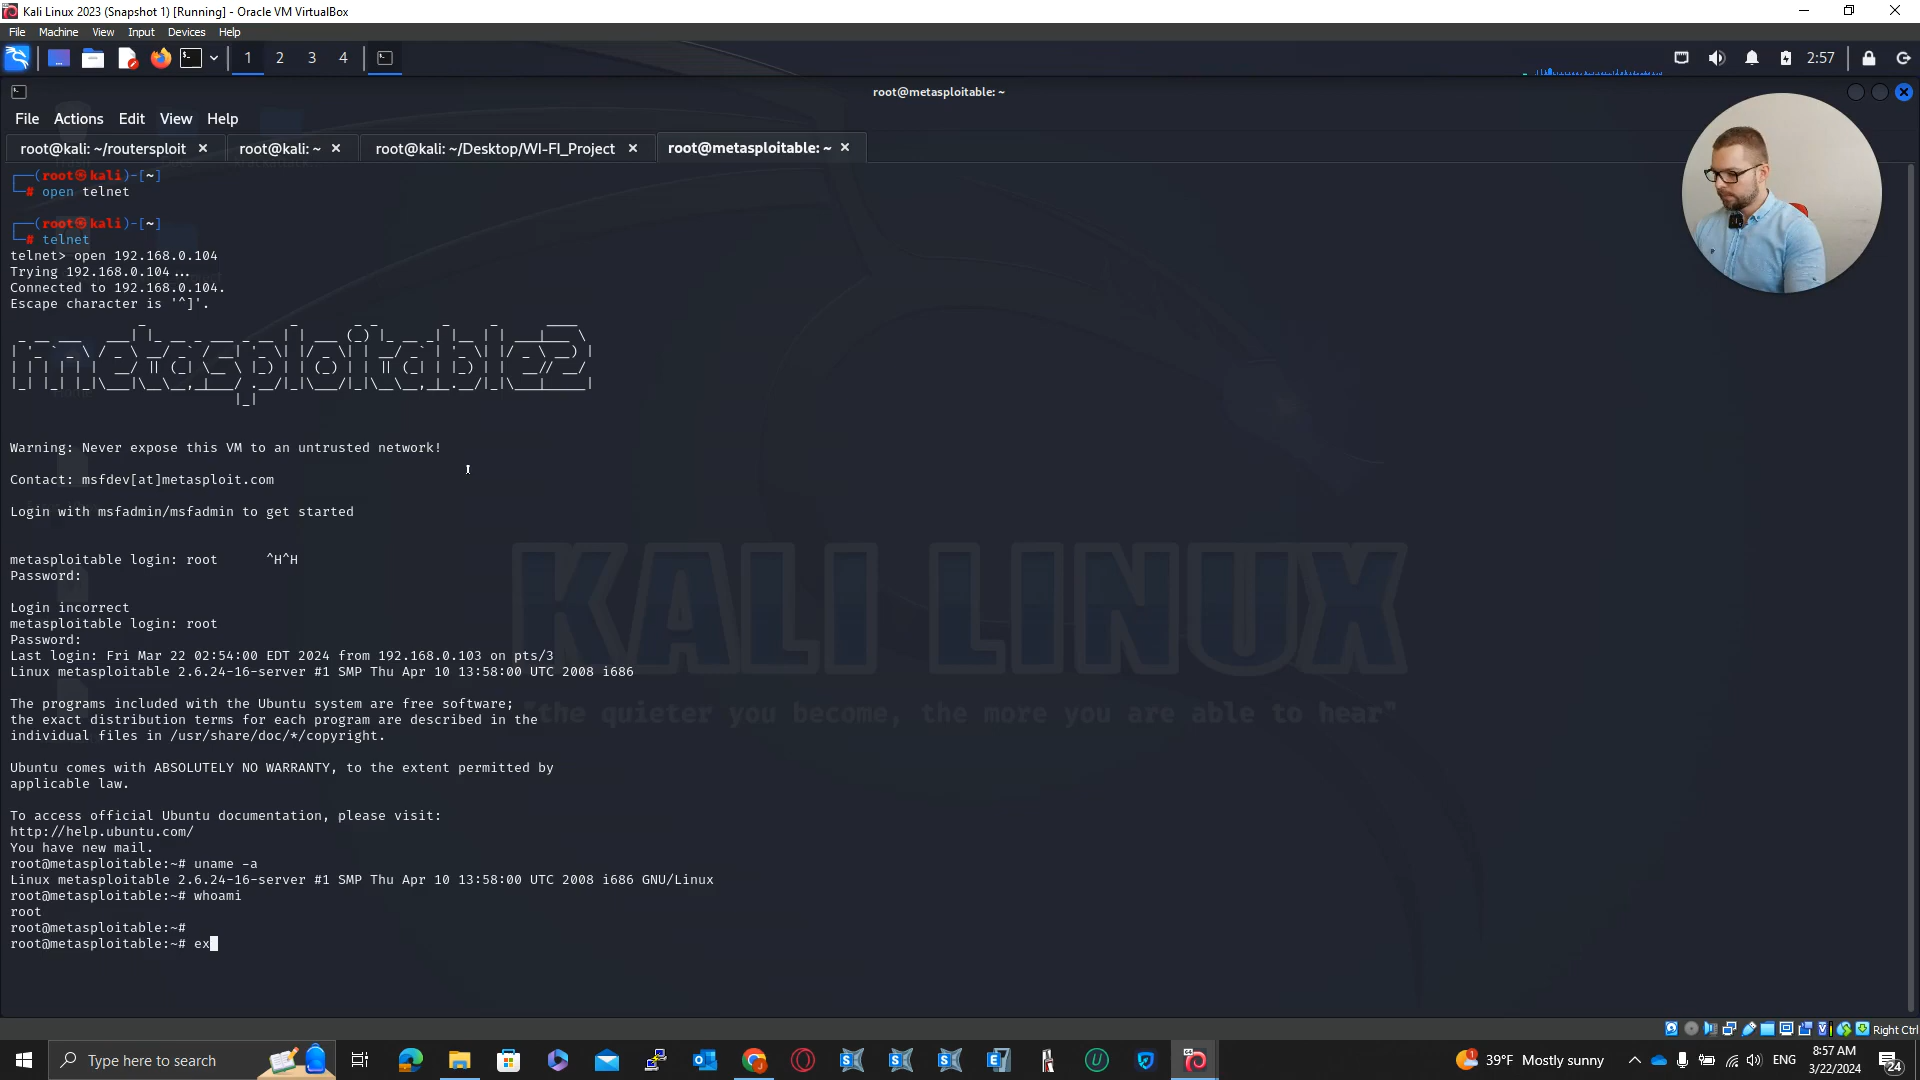 Kali Linux 2023 (Snapshot 1) [Running] - Oracle VM VirtualBox
File Machine View Input Devices Help
1 2 3 4
2:57
root@metasploitable: ~
File Actions Edit View Help
root@kali: ~/routersploit
root@kali: ~
root@kali: ~/Desktop/WI-FI_Project
root@metasploitable: ~
┌──(root㉿kali)-[~]
└─# open telnet
┌──(root㉿kali)-[~]
└─# telnet
telnet> open 192.168.0.104
Trying 192.168.0.104...
Connected to 192.168.0.104.
Escape character is '^]'.
metasploitable2
Warning: Never expose this VM to an untrusted network!
Contact: msfdev[at]metasploit.com
Login with msfadmin/msfadmin to get started
metasploitable login: root      ^H^H
Password:
Login incorrect
metasploitable login: root
Password:
Last login: Fri Mar 22 02:54:00 EDT 2024 from 192.168.0.103 on pts/3
Linux metasploitable 2.6.24-16-server #1 SMP Thu Apr 10 13:58:00 UTC 2008 i686
The programs included with the Ubuntu system are free software;
the exact distribution terms for each program are described in the
individual files in /usr/share/doc/*/copyright.
Ubuntu comes with ABSOLUTELY NO WARRANTY, to the extent permitted by
applicable law.
To access official Ubuntu documentation, please visit:
http://help.ubuntu.com/
You have new mail.
root@metasploitable:~# uname -a
Linux metasploitable 2.6.24-16-server #1 SMP Thu Apr 10 13:58:00 UTC 2008 i686 GNU/Linux
root@metasploitable:~# whoami
root
root@metasploitable:~#
root@metasploitable:~# ex
KALI LINUX
"the quieter you become, the more you are able to hear"
Right Ctrl
Type here to search
39°F Mostly sunny
ENG
8:57 AM
3/22/2024
24